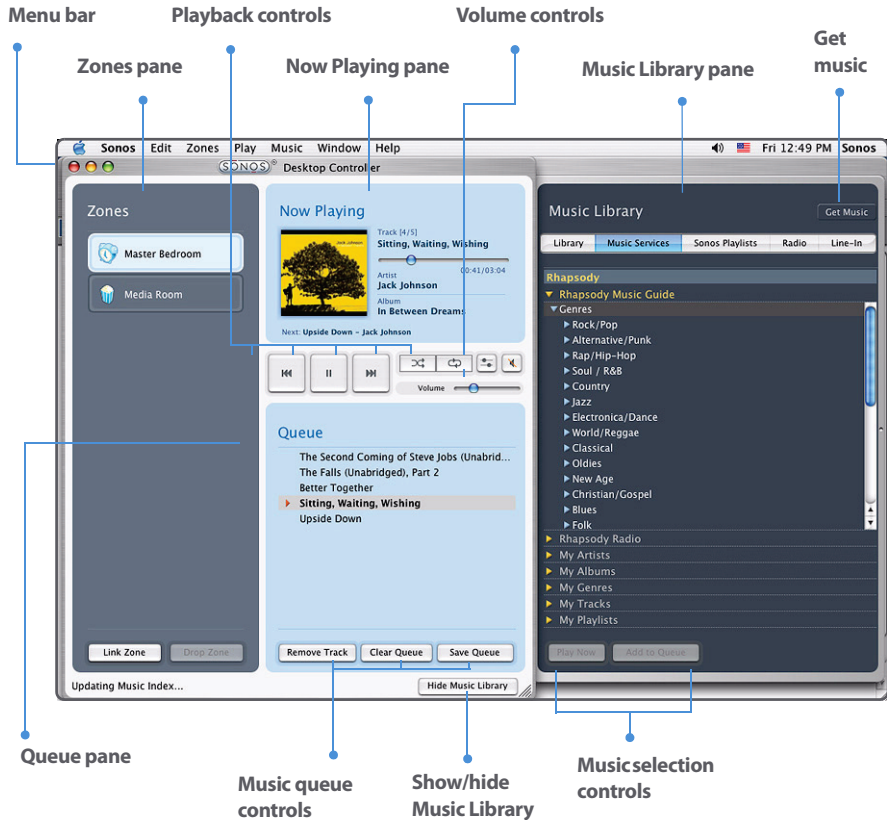 Menu bar
Playback controls
Volume controls
Zones pane
Now Playing pane
Music Library pane
Get
music
Sonos Edit Zones Play Music Window Help
Fri 12:49 PM Sonos
SONOS® Desktop Controller
Zones
Master Bedroom
Media Room
Link Zone
Drop Zone
Updating Music Index...
Now Playing
Jack Johnson
Track [4/5]
Sitting, Waiting, Wishing
00:41/03:04
Artist
Jack Johnson
Album
In Between Dreams
Next: Upside Down - Jack Johnson
Volume
Queue
The Second Coming of Steve Jobs (Unabrid...
The Falls (Unabridged), Part 2
Better Together
Sitting, Waiting, Wishing
Upside Down
Remove Track
Clear Queue
Save Queue
Hide Music Library
Music Library
Get Music
Library
Music Services
Sonos Playlists
Radio
Line-In
Rhapsody
Rhapsody Music Guide
Genres
Rock/Pop
Alternative/Punk
Rap/Hip-Hop
Soul / R&B
Country
Jazz
Electronica/Dance
World/Reggae
Classical
Oldies
New Age
Christian/Gospel
Blues
Folk
Rhapsody Radio
My Artists
My Albums
My Genres
My Tracks
My Playlists
Play Now
Add to Queue
Queue pane
Music queue
controls
Show/hide
Music Library
Music selection
controls